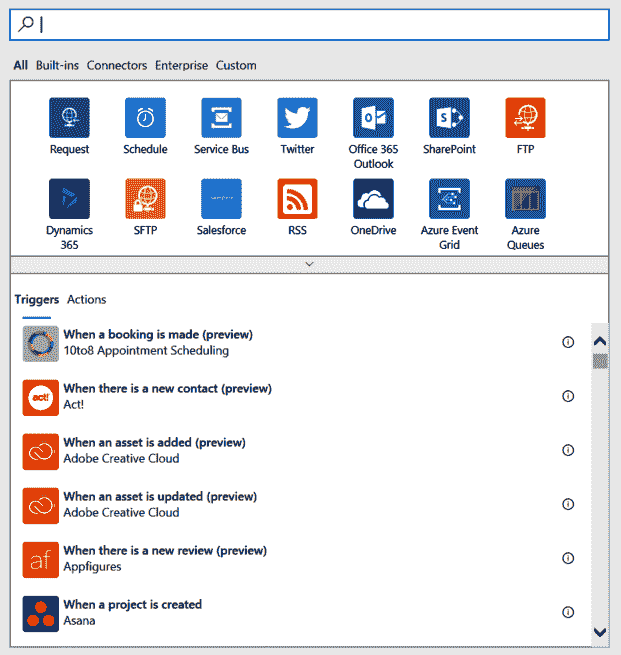 All Built-ins Connectors Enterprise Custom
Request Schedule Service Bus Twitter Office 365 Outlook SharePoint FTP
Dynamics 365 SFTP Salesforce RSS OneDrive Azure Event Grid Azure Queues
Triggers Actions
When a booking is made (preview)
10to8 Appointment Scheduling
When there is a new contact (preview)
act!
Act!
When an asset is added (preview)
Adobe Creative Cloud
When an asset is updated (preview)
Adobe Creative Cloud
When there is a new review (preview)
af
Appfigures
When a project is created
Asana